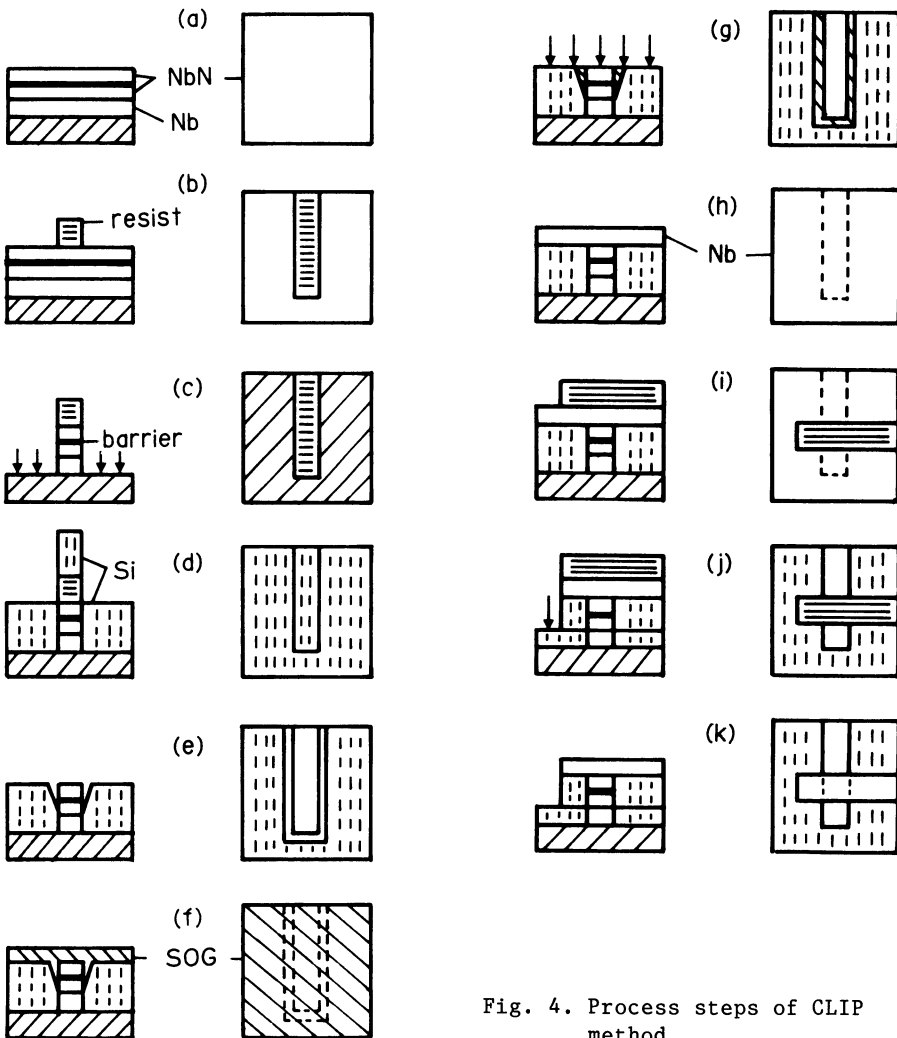 (a)
NbN
Nb
(b)
resist
(c)
barrier
(d)
Si
(e)
(f)
SOG
(g)
(h)
Nb
(i)
(j)
(k)
Fig. 4. Process steps of CLIP
method